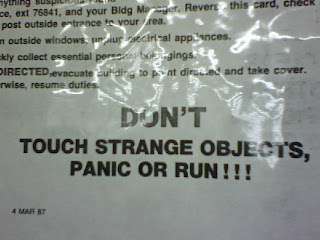 nything suspicious
ce, ext 76841, and your Bldg Manager. Reverse this card, check
post outside entrance to your area.
n outside windows, unplug electrical appliances.
ckly collect essential personal belongings.
DIRECTED, evacuate building to point directed and take cover.
erwise, resume duties.
DON'T
TOUCH STRANGE OBJECTS,
PANIC OR RUN!!!
4 MAR 87